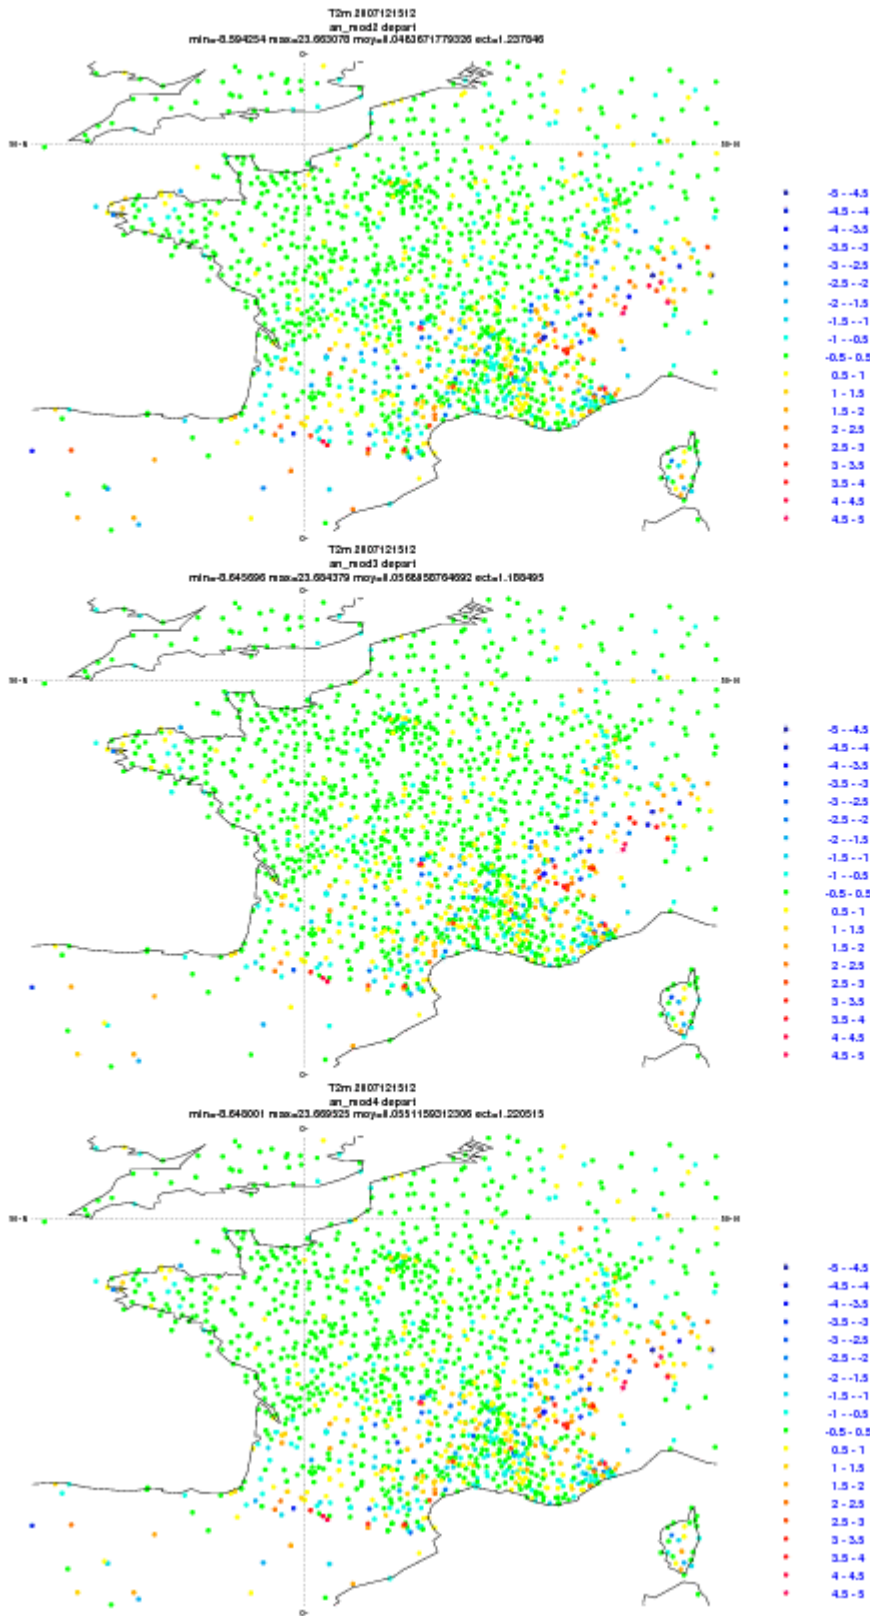 T2m 2007121512
an_mod2 depart
min=-8.594254 max=23.663078 moy=0.0483671779326 ect=1.237846
-5 - -4.5
-4.5 - -4
-4 - -3.5
-3.5 - -3
-3 - -2.5
-2.5 - -2
-2 - -1.5
-1.5 - -1
-1 - -0.5
-0.5 - 0.5
0.5 - 1
1 - 1.5
1.5 - 2
2 - 2.5
2.5 - 3
3 - 3.5
3.5 - 4
4 - 4.5
4.5 - 5
T2m 2007121512
an_mod3 depart
min=-8.645696 max=23.684379 moy=0.0568958764692 ect=1.188495
-5 - -4.5
-4.5 - -4
-4 - -3.5
-3.5 - -3
-3 - -2.5
-2.5 - -2
-2 - -1.5
-1.5 - -1
-1 - -0.5
-0.5 - 0.5
0.5 - 1
1 - 1.5
1.5 - 2
2 - 2.5
2.5 - 3
3 - 3.5
3.5 - 4
4 - 4.5
4.5 - 5
T2m 2007121512
an_mod4 depart
min=-8.648001 max=23.669525 moy=0.0551159312306 ect=1.220515
-5 - -4.5
-4.5 - -4
-4 - -3.5
-3.5 - -3
-3 - -2.5
-2.5 - -2
-2 - -1.5
-1.5 - -1
-1 - -0.5
-0.5 - 0.5
0.5 - 1
1 - 1.5
1.5 - 2
2 - 2.5
2.5 - 3
3 - 3.5
3.5 - 4
4 - 4.5
4.5 - 5